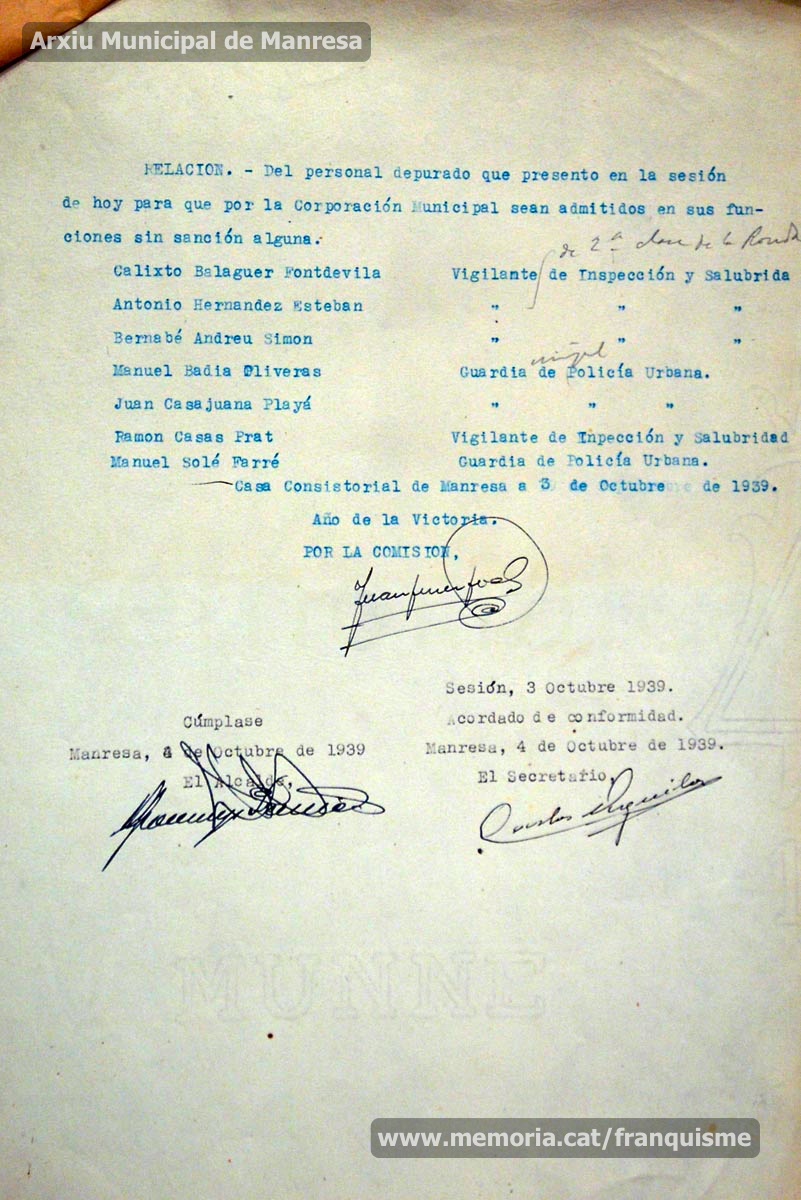 Arxiu Municipal de Manresa
RELACION. - Del personal depurado que presento en la sesión
de hoy para que por la Corporación Municipal sean admitidos en sus fun-
ciones sin sanción alguna.
de 2ª clase de la Ronda
Calixto Balaguer Fontdevila Vigilante de Inspección y Salubrida
Antonio Hernandez Esteban " " "
Bernabé Andreu Simon " " "
Manuel Badia Oliveras Guardia de Policía Urbana.
Juan Casajuana Playá " " "
Ramon Casas Prat Vigilante de Inpección y Salubridad
Manuel Solé Farré Guardia de Policía Urbana.
Casa Consistorial de Manresa a 3 de Octubre de 1939.
Año de la Victoria.
POR LA COMISION,
Sesión, 3 Octubre 1939.
Cúmplase Acordado de conformidad.
Manresa, 4 de Octubre de 1939 Manresa, 4 de Octubre de 1939.
El Alcalde, El Secretario,
MUNNÉ
www.memoria.cat/franquisme